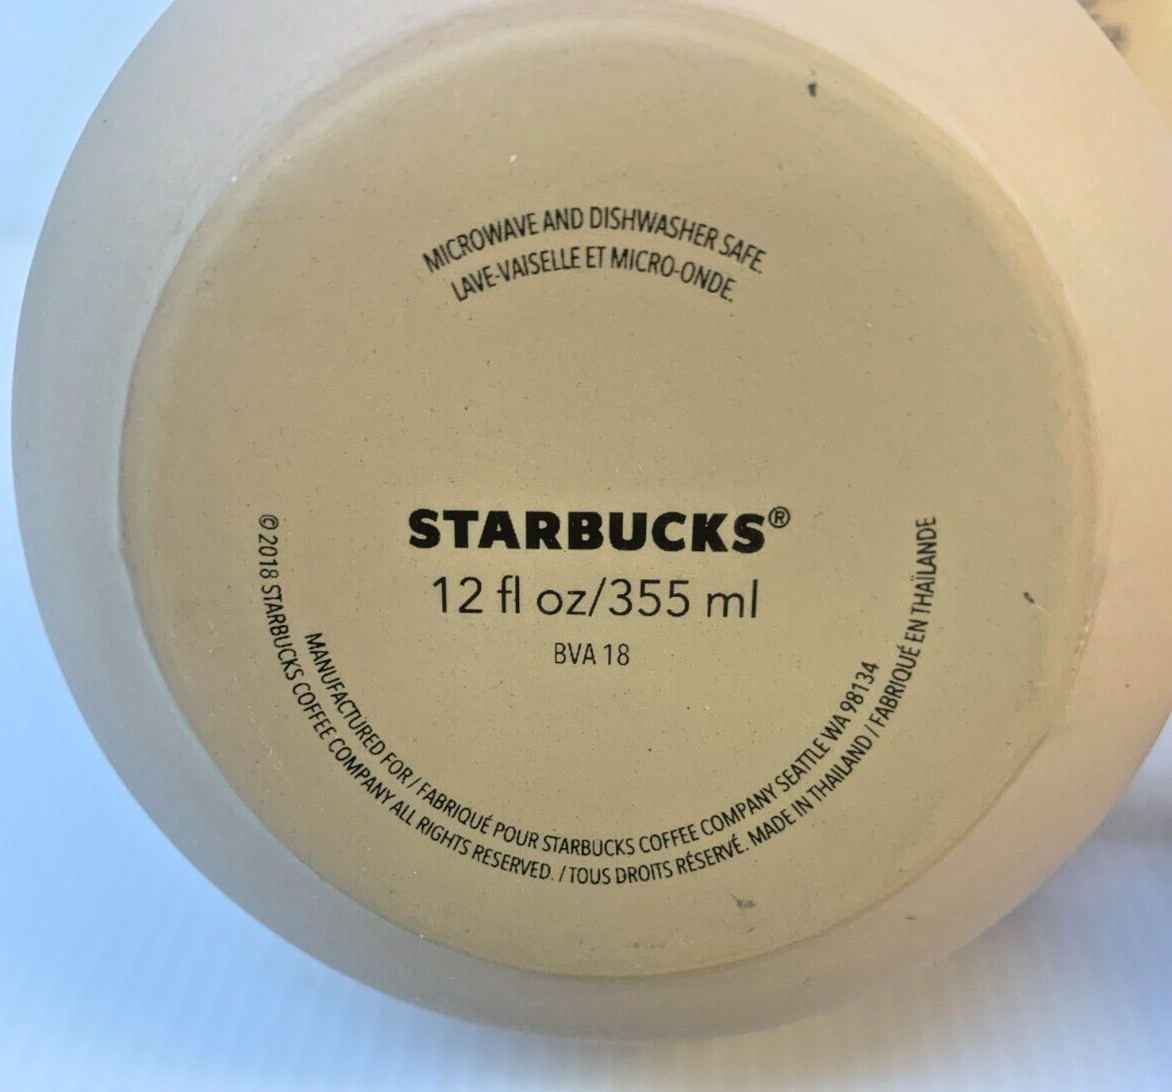 MICROWAVE AND DISHWASHER SAFE.
LAVE-VAISELLE ET MICRO-ONDE.
STARBUCKS®
12 fl oz/355 ml
BVA 18
MANUFACTURED FOR / FABRIQUÉ POUR STARBUCKS COFFEE COMPANY SEATTLE WA 98134
© 2018 STARBUCKS COFFEE COMPANY ALL RIGHTS RESERVED. / TOUS DROITS RÉSERVÉ. MADE IN THAILAND / FABRIQUÉ EN THAÏLANDE